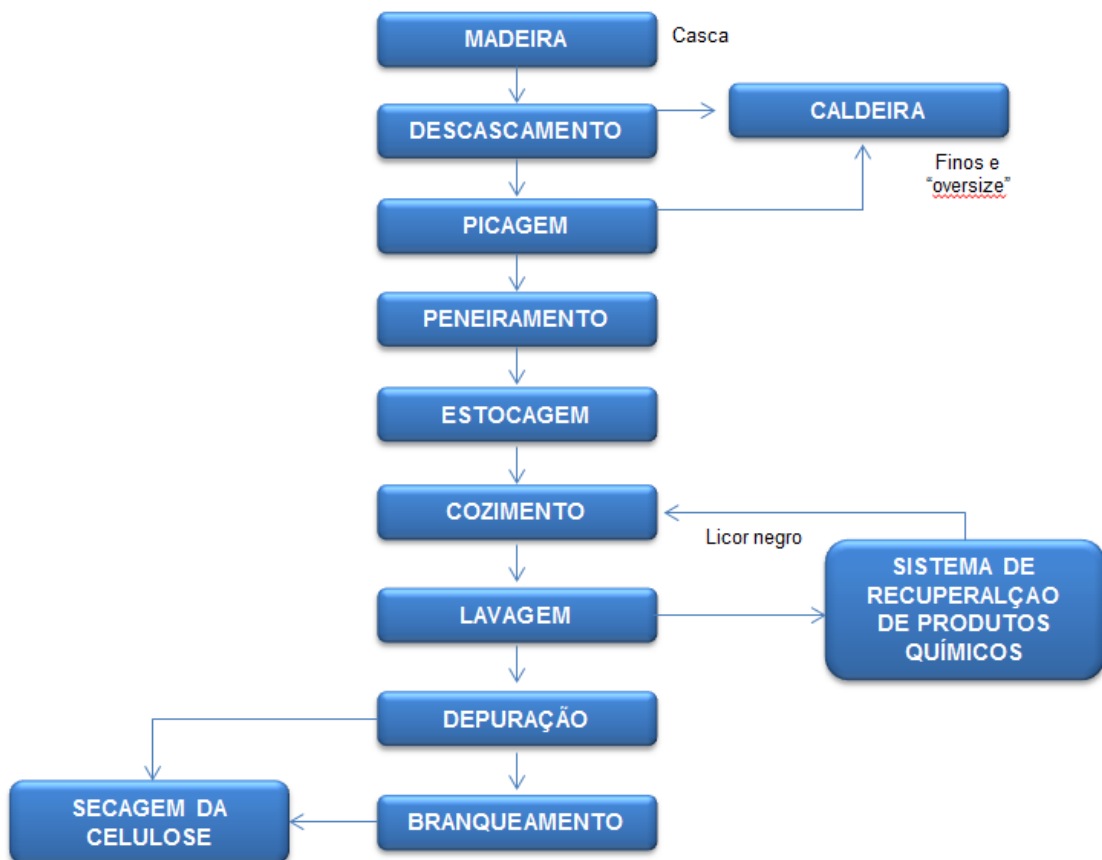 MADEIRA
Casca
DESCASCAMENTO
CALDEIRA
Finos e
“oversize”
PICAGEM
PENEIRAMENTO
ESTOCAGEM
COZIMENTO
Licor negro
SISTEMA DE
RECUPERALÇAO
DE PRODUTOS
QUÍMICOS
LAVAGEM
DEPURAÇÃO
SECAGEM DA
CELULOSE
BRANQUEAMENTO